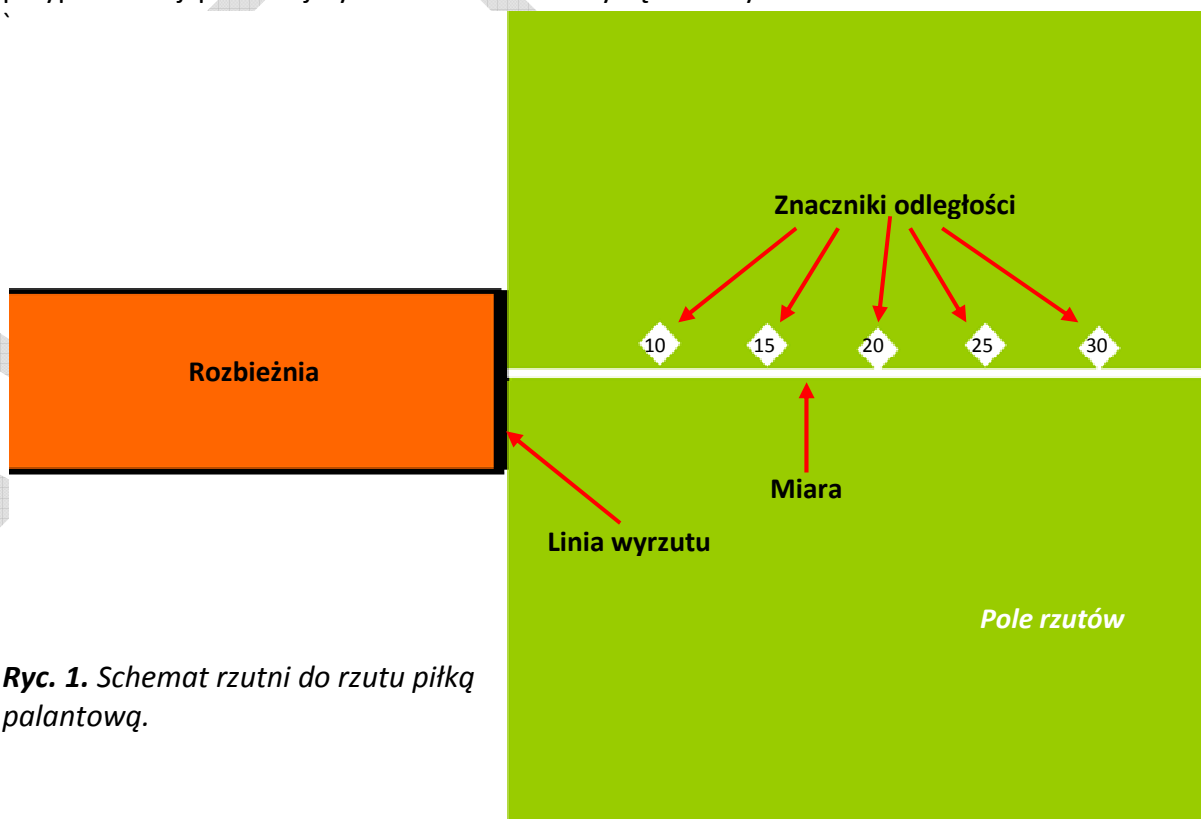 Znaczniki odległości
10 15 20 25 30
Rozbieżnia
Miara
Linia wyrzutu
Pole rzutów
Ryc. 1. Schemat rzutni do rzutu piłką
palantową.